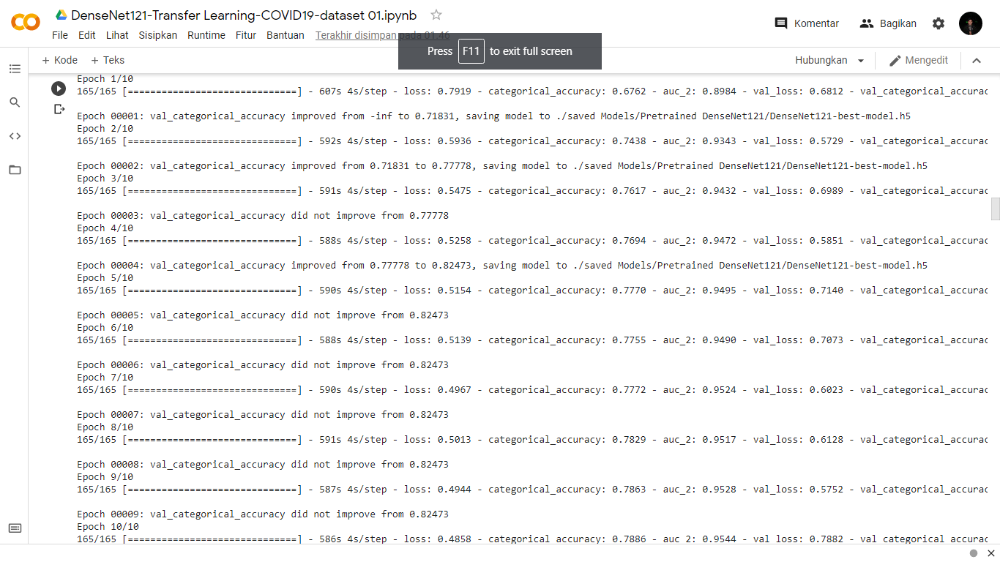 DenseNet121-Transfer Learning-COVID19-dataset 01.ipynb
File Edit Lihat Sisipkan Runtime Fitur Bantuan Terakhir disimpan pada 01.46
Komentar Bagikan
Press F11 to exit full screen
+ Kode + Teks
Hubungkan Mengedit
Epoch 1/10
165/165 [==============================] - 607s 4s/step - loss: 0.7919 - categorical_accuracy: 0.6762 - auc_2: 0.8984 - val_loss: 0.6812 - val_categorical_accurac
Epoch 00001: val_categorical_accuracy improved from -inf to 0.71831, saving model to ./saved Models/Pretrained DenseNet121/DenseNet121-best-model.h5
Epoch 2/10
165/165 [==============================] - 592s 4s/step - loss: 0.5936 - categorical_accuracy: 0.7438 - auc_2: 0.9343 - val_loss: 0.5729 - val_categorical_accurac
Epoch 00002: val_categorical_accuracy improved from 0.71831 to 0.77778, saving model to ./saved Models/Pretrained DenseNet121/DenseNet121-best-model.h5
Epoch 3/10
165/165 [==============================] - 591s 4s/step - loss: 0.5475 - categorical_accuracy: 0.7617 - auc_2: 0.9432 - val_loss: 0.6989 - val_categorical_accurac
Epoch 00003: val_categorical_accuracy did not improve from 0.77778
Epoch 4/10
165/165 [==============================] - 588s 4s/step - loss: 0.5258 - categorical_accuracy: 0.7694 - auc_2: 0.9472 - val_loss: 0.5851 - val_categorical_accurac
Epoch 00004: val_categorical_accuracy improved from 0.77778 to 0.82473, saving model to ./saved Models/Pretrained DenseNet121/DenseNet121-best-model.h5
Epoch 5/10
165/165 [==============================] - 590s 4s/step - loss: 0.5154 - categorical_accuracy: 0.7770 - auc_2: 0.9495 - val_loss: 0.7140 - val_categorical_accurac
Epoch 00005: val_categorical_accuracy did not improve from 0.82473
Epoch 6/10
165/165 [==============================] - 588s 4s/step - loss: 0.5139 - categorical_accuracy: 0.7755 - auc_2: 0.9490 - val_loss: 0.7073 - val_categorical_accurac
Epoch 00006: val_categorical_accuracy did not improve from 0.82473
Epoch 7/10
165/165 [==============================] - 590s 4s/step - loss: 0.4967 - categorical_accuracy: 0.7772 - auc_2: 0.9524 - val_loss: 0.6023 - val_categorical_accurac
Epoch 00007: val_categorical_accuracy did not improve from 0.82473
Epoch 8/10
165/165 [==============================] - 591s 4s/step - loss: 0.5013 - categorical_accuracy: 0.7829 - auc_2: 0.9517 - val_loss: 0.6128 - val_categorical_accurac
Epoch 00008: val_categorical_accuracy did not improve from 0.82473
Epoch 9/10
165/165 [==============================] - 587s 4s/step - loss: 0.4944 - categorical_accuracy: 0.7863 - auc_2: 0.9528 - val_loss: 0.5752 - val_categorical_accurac
Epoch 00009: val_categorical_accuracy did not improve from 0.82473
Epoch 10/10
165/165 [==============================] - 586s 4s/step - loss: 0.4858 - categorical_accuracy: 0.7886 - auc_2: 0.9544 - val_loss: 0.7882 - val_categorical_accurac